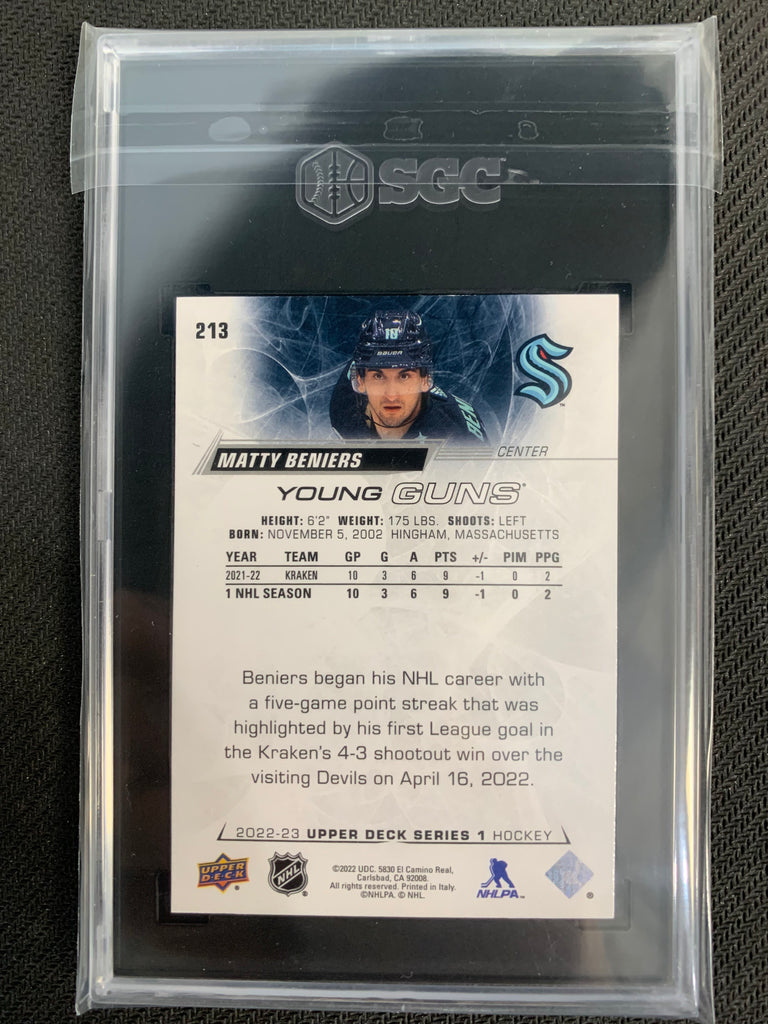 SGC
213
18
BAUER
BENI
S
CENTER
MATTY BENIERS
YOUNG GUNS®
HEIGHT: 6'2" WEIGHT: 175 LBS. SHOOTS: LEFT
BORN: NOVEMBER 5, 2002 HINGHAM, MASSACHUSETTS
YEAR TEAM GP G A PTS +/- PIM PPG
2021-22 KRAKEN 10 3 6 9 -1 0 2
1 NHL SEASON 10 3 6 9 -1 0 2
Beniers began his NHL career with
a five-game point streak that was
highlighted by his first League goal in
the Kraken's 4-3 shootout win over the
visiting Devils on April 16, 2022.
2022-23 UPPER DECK SERIES 1 HOCKEY
UPPER DECK ®
NHL ®
©2022 UDC. 5830 El Camino Real,
Carlsbad, CA 92008.
All rights reserved. Printed in Italy.
©NHLPA. © NHL.
NHLPA™
®